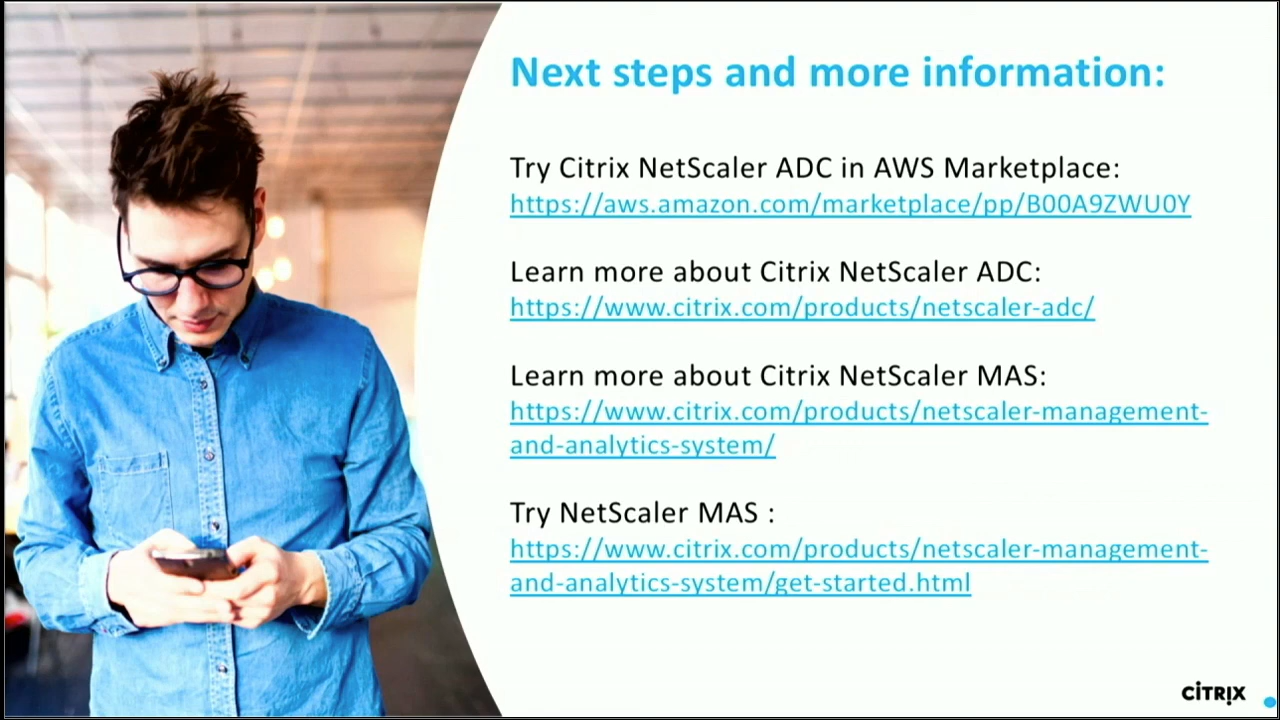 Next steps and more information:
Try Citrix NetScaler ADC in AWS Marketplace:
https://aws.amazon.com/marketplace/pp/B00A9ZWU0Y
Learn more about Citrix NetScaler ADC:
https://www.citrix.com/products/netscaler-adc/
Learn more about Citrix NetScaler MAS:
https://www.citrix.com/products/netscaler-management-
and-analytics-system/
Try NetScaler MAS :
https://www.citrix.com/products/netscaler-management-
and-analytics-system/get-started.html
CİTRIX